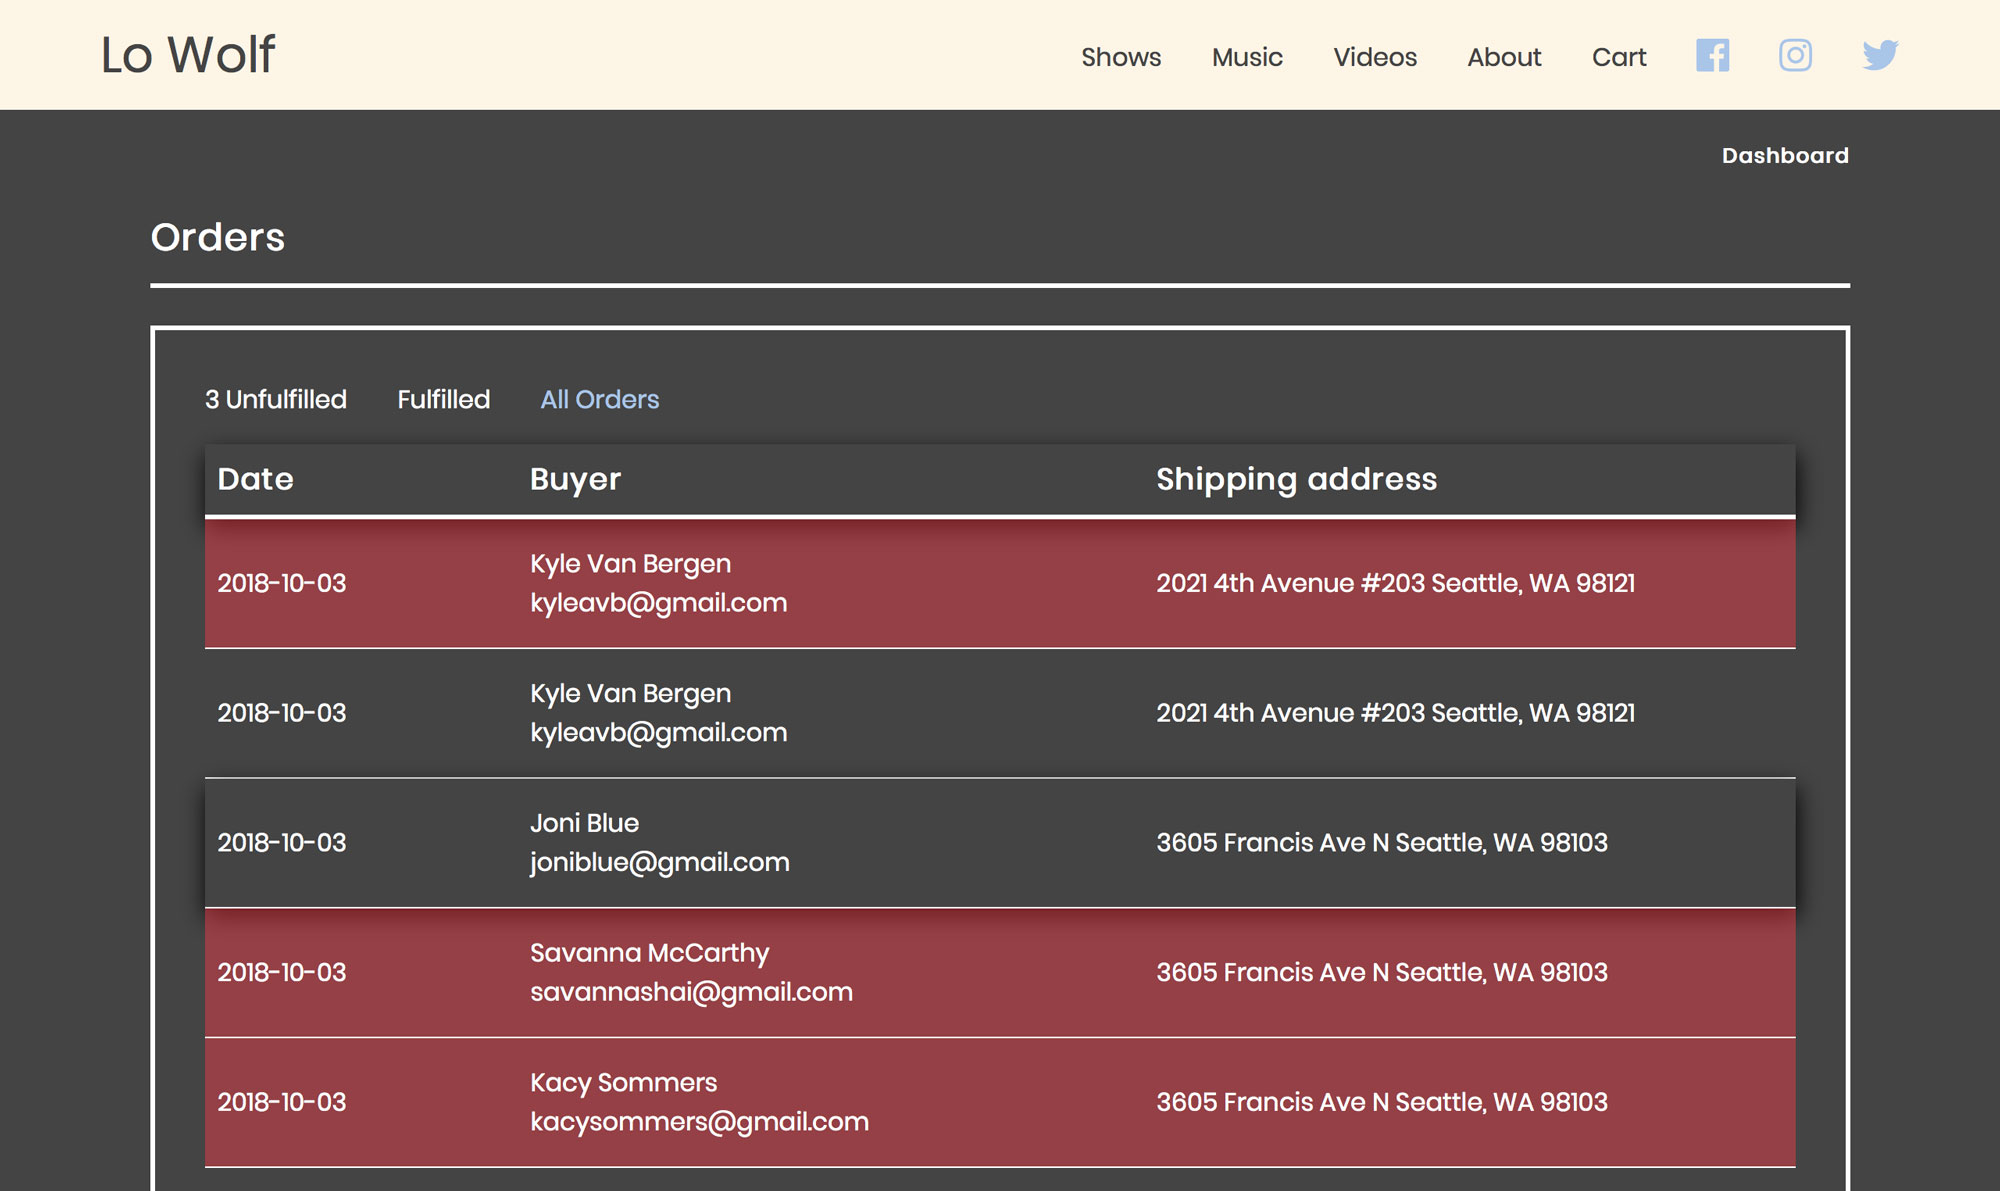 Lo Wolf
Shows Music Videos About Cart
Dashboard
Orders
3 Unfulfilled Fulfilled All Orders
Date Buyer Shipping address
Kyle Van Bergen
2018-10-03 2021 4th Avenue #203 Seattle, WA 98121
kyleavb@gmail.com
Kyle Van Bergen
2018-10-03 2021 4th Avenue #203 Seattle, WA 98121
kyleavb@gmail.com
Joni Blue
2018-10-03 3605 Francis Ave N Seattle, WA 98103
joniblue@gmail.com
Savanna McCarthy
2018-10-03 3605 Francis Ave N Seattle, WA 98103
savannashai@gmail.com
Kacy Sommers
2018-10-03 3605 Francis Ave N Seattle, WA 98103
kacysommers@gmail.com